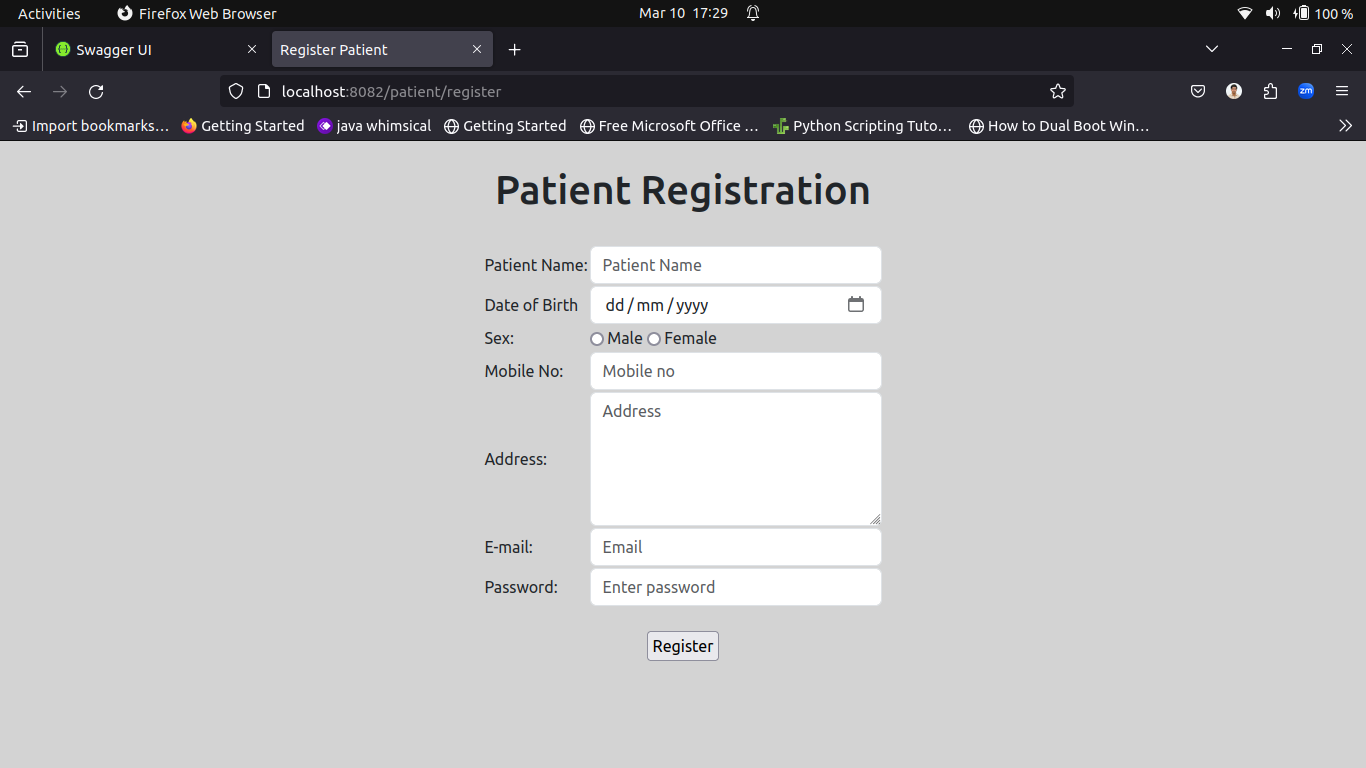 Activities Firefox Web Browser Mar 10 17:29 100 %
Swagger UI Register Patient
localhost:8082/patient/register zm
Import bookmarks... Getting Started java whimsical Getting Started Free Microsoft Office ... Python Scripting Tuto... How to Dual Boot Win...
Patient Registration
Patient Name: Patient Name
Date of Birth dd/mm/yyyy
Sex: Male Female
Mobile No: Mobile no
Address: Address
E-mail: Email
Password: Enter password
Register